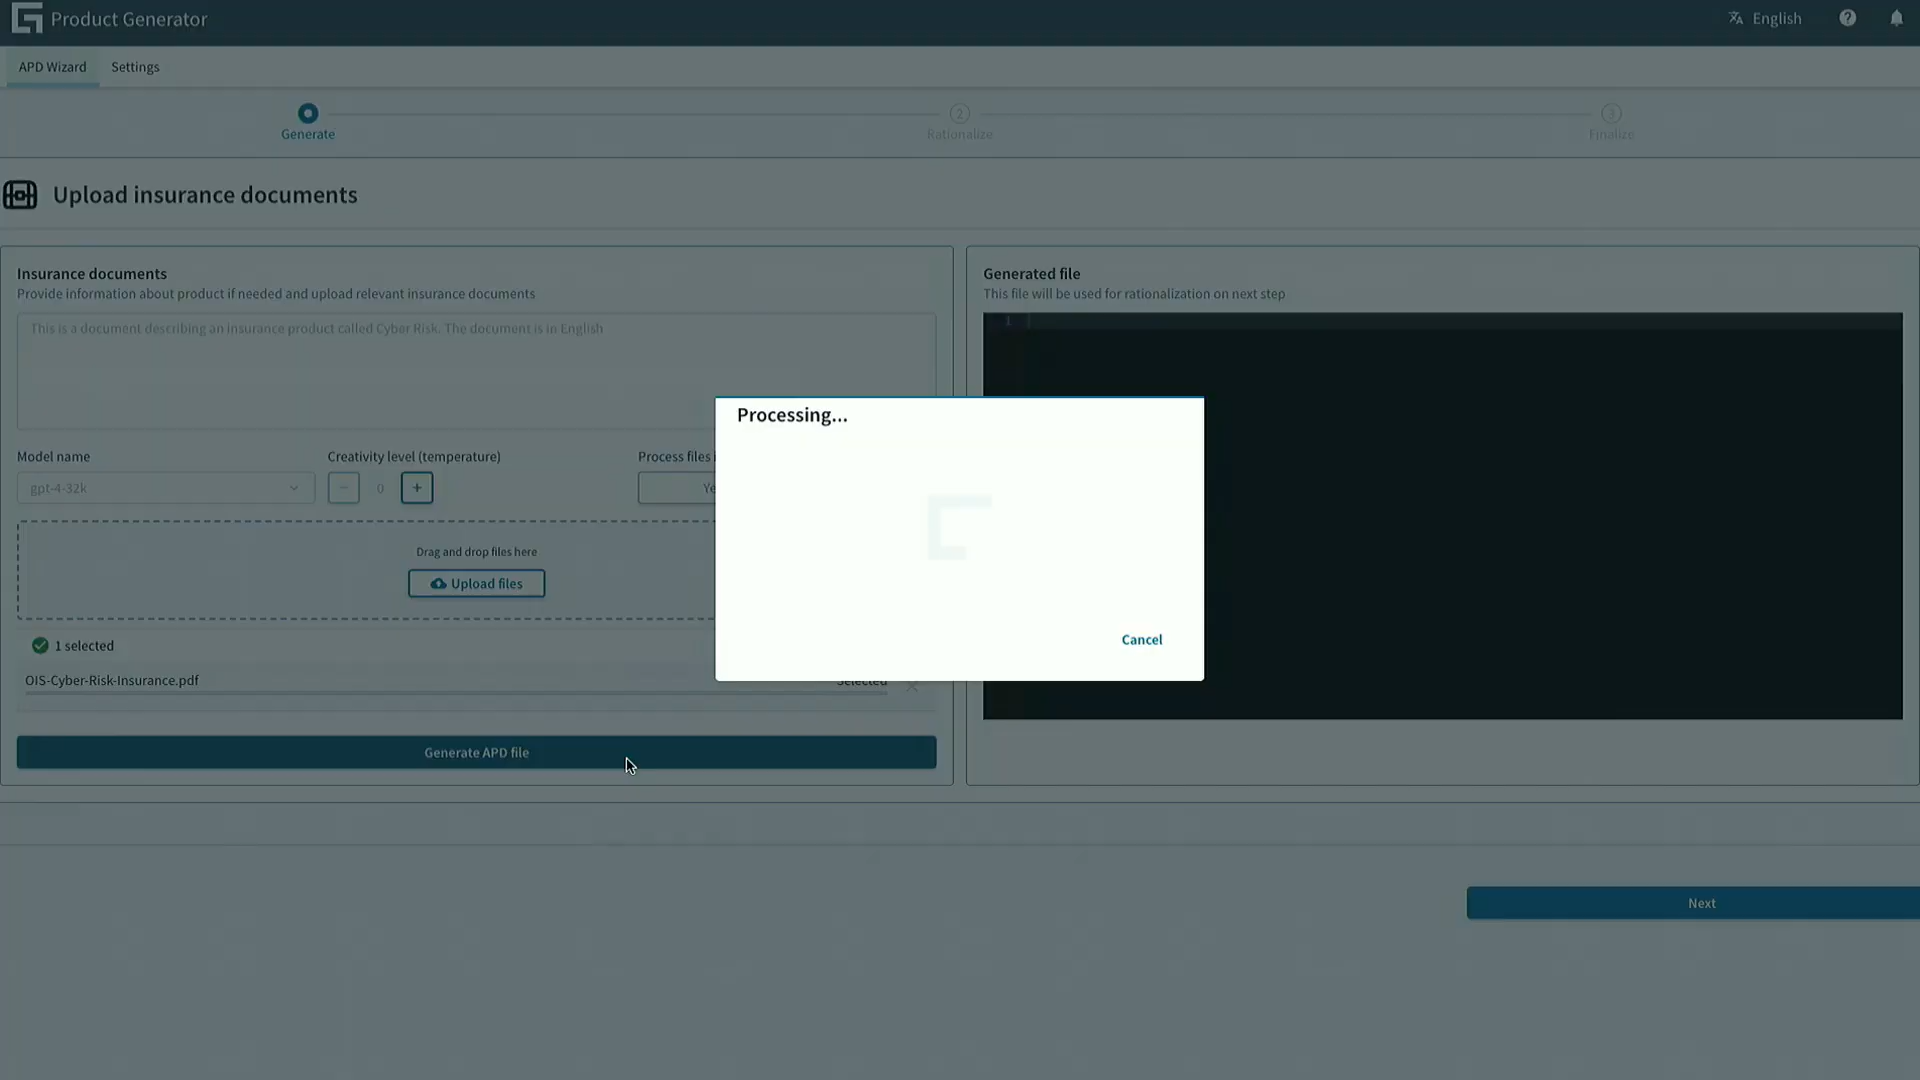 Product Generator
English
APD Wizard
Settings
2
3
Generate
Rationalize
Finalize
Upload insurance documents
Insurance documents
Provide information about product if needed and upload relevant insurance documents
This is a document describing an insurance product called Cyber Risk. The document is in English
Model name
Creativity level (temperature)
Process files
gpt-4-32k
0
Ye
Drag and drop files here
Upload files
1 selected
OIS-Cyber-Risk-Insurance.pdf
Selected
Generate APD file
Generated file
This file will be used for rationalization on next step
1
Processing...
Cancel
Next